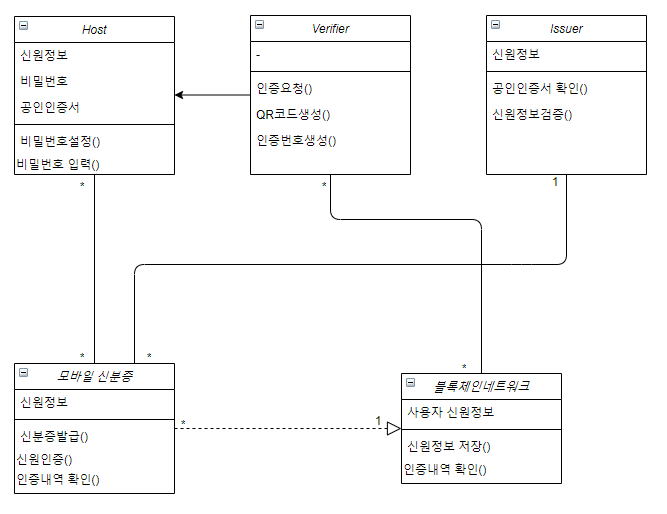 Host
신원정보
비밀번호
공인인증서
비밀번호설정()
비밀번호 입력()
Verifier
-
인증요청()
QR코드생성()
인증번호생성()
Issuer
신원정보
공인인증서 확인()
신원정보검증()
*
*
1
*
*
*
모바일 신분증
신원정보
신분증발급()
신원인증()
인증내역 확인()
*
1
블록체인네트워크
사용자 신원정보
신원정보 저장()
인증내역 확인()